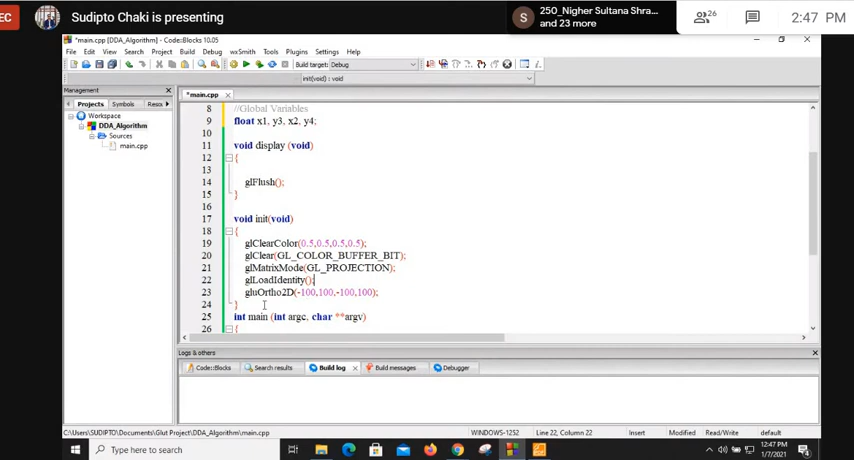 EC
Sudipto Chaki is presenting
S
250_Nigher Sultana Shra...
and 23 more
26
2:47 PM
*main.cpp [DDA_Algorithm] - Code::Blocks 10.05
File Edit View Search Project Build Debug wxSmith Tools Plugins Settings Help
Build target: Debug
init(void) : void
Management
Projects Symbols Resou
Workspace
DDA_Algorithm
Sources
main.cpp
*main.cpp
8 //Global Variables
9 float x1, y3, x2, y4;
10
11 void display (void)
12 {
13
14 glFlush();
15 }
16
17 void init(void)
18 {
19 glClearColor(0.5,0.5,0.5,0.5);
20 glClear(GL_COLOR_BUFFER_BIT);
21 glMatrixMode(GL_PROJECTION);
22 glLoadIdentity();
23 gluOrtho2D(-100,100,-100,100);
24 }
25 int main (int argc, char **argv)
26 {
Logs & others
Code::Blocks Search results Build log Build messages Debugger
C:\Users\SUDIPTO\Documents\Glut Project\DDA_Algorithm\main.cpp WINDOWS-1252 Line 22, Column 22 Insert Modified Read/Write default
Type here to search
12:47 PM
1/7/2021
4